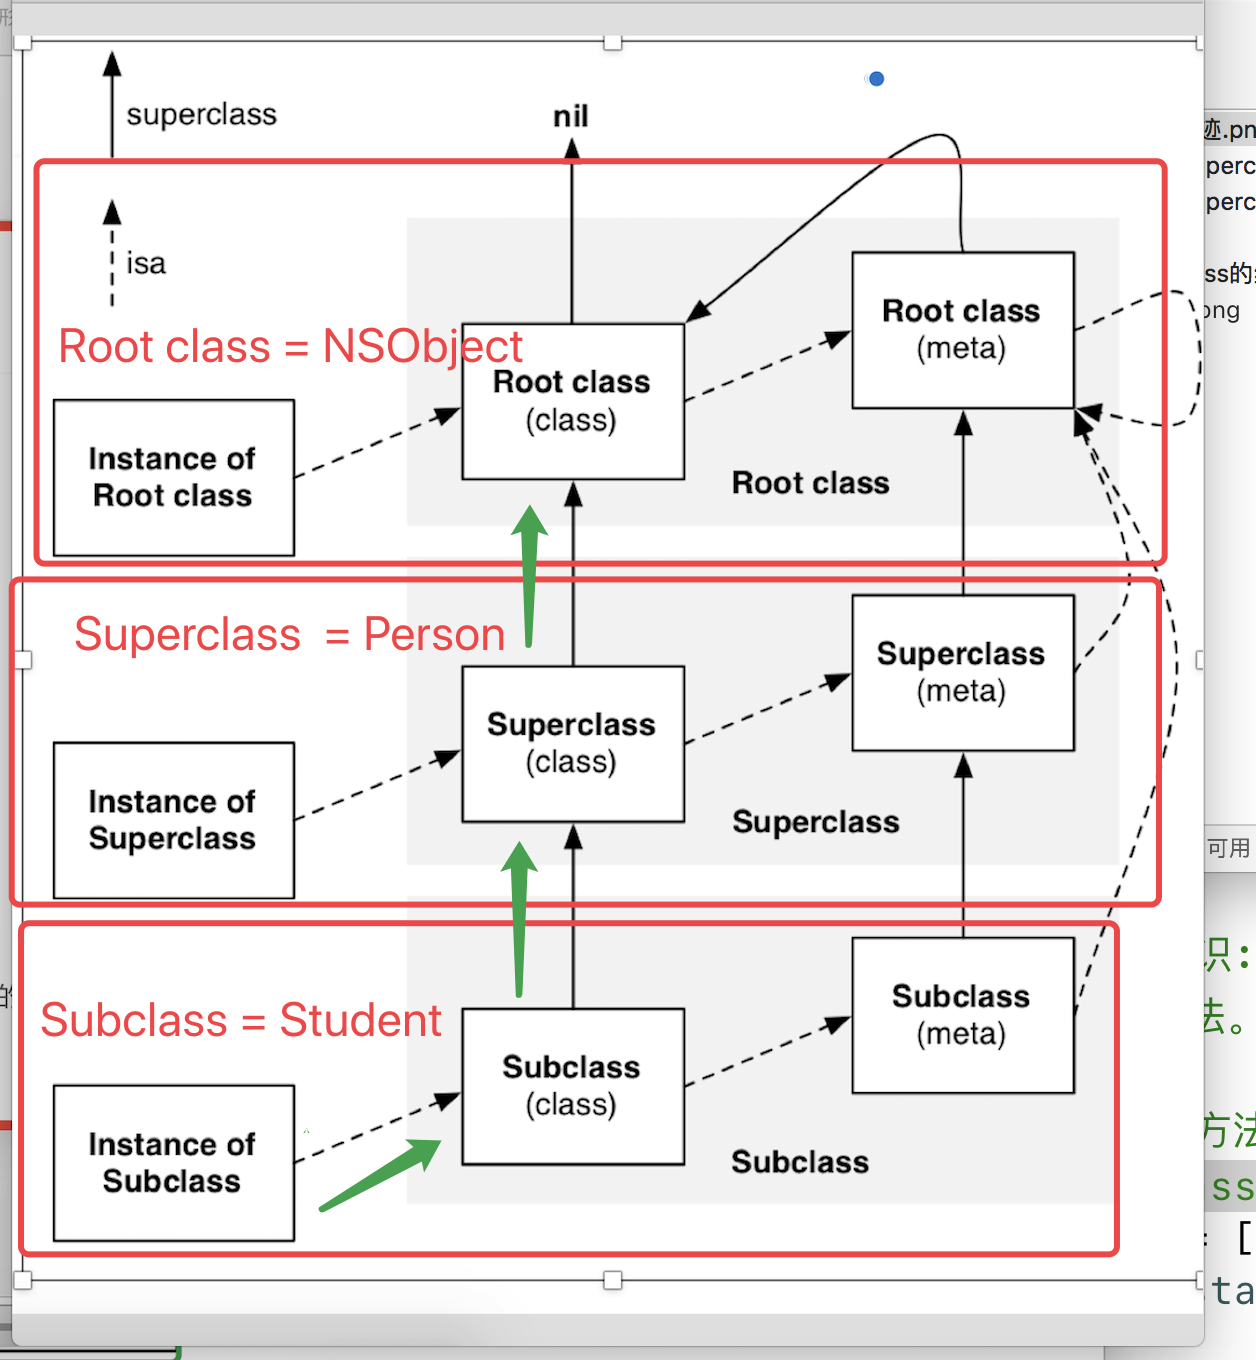 superclass
nil
isa
Root class = NSObject
Root class
(meta)
Root class
(class)
Instance of
Root class
Root class
Superclass = Person
Superclass
(meta)
Superclass
(class)
Instance of
Superclass
Superclass
Subclass = Student
Subclass
(meta)
Subclass
(class)
Instance of
Subclass
Subclass
迹.pn
perc
perc
ss的
ong
可用
识:
法。
方法
ss
= [
ta